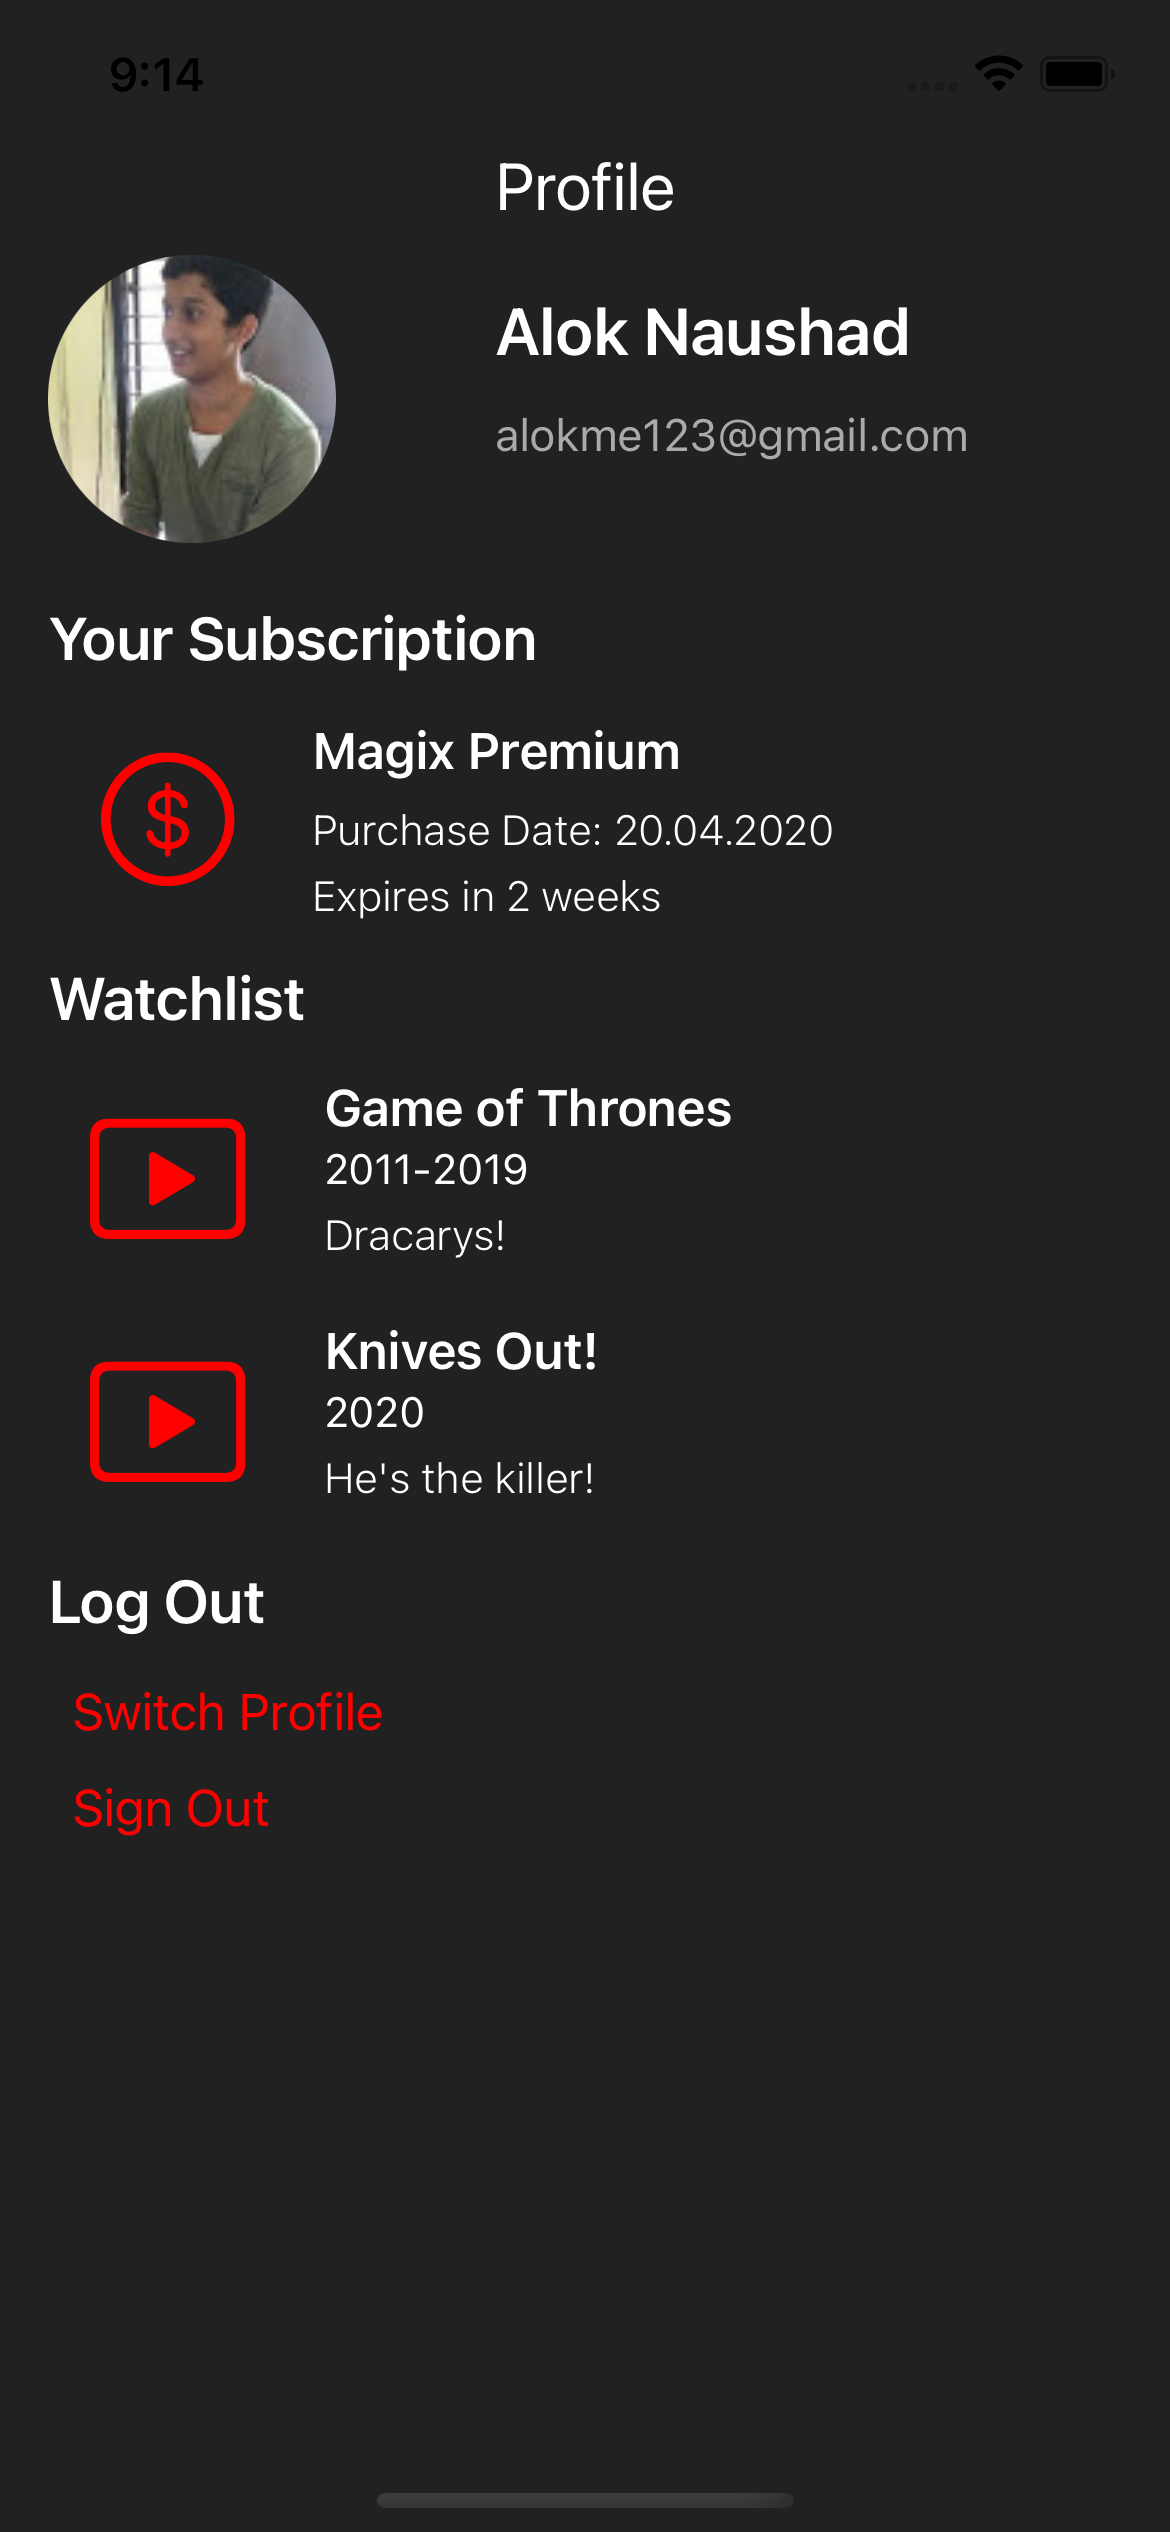 9:14
Profile
Alok Naushad
alokme123@gmail.com
Your Subscription
$
Magix Premium
Purchase Date: 20.04.2020
Expires in 2 weeks
Watchlist
Game of Thrones
2011-2019
Dracarys!
Knives Out!
2020
He's the killer!
Log Out
Switch Profile
Sign Out